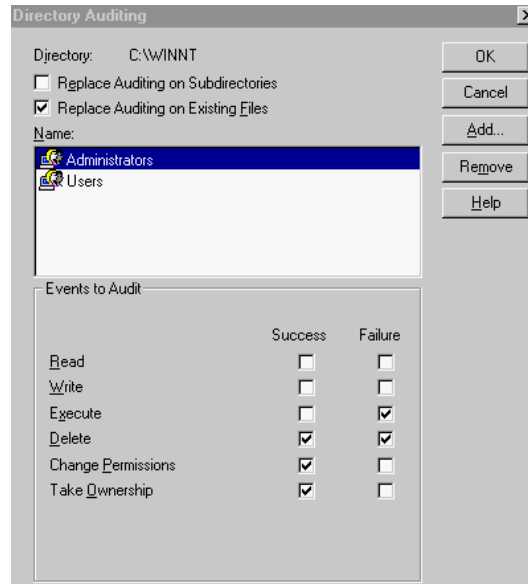 Directory Auditing
Directory: C:\WINNT
Replace Auditing on Subdirectories
Replace Auditing on Existing Files
Name:
Administrators
Users
OK
Cancel
Add...
Remove
Help
Events to Audit
Success Failure
Read
Write
Execute
Delete
Change Permissions
Take Ownership